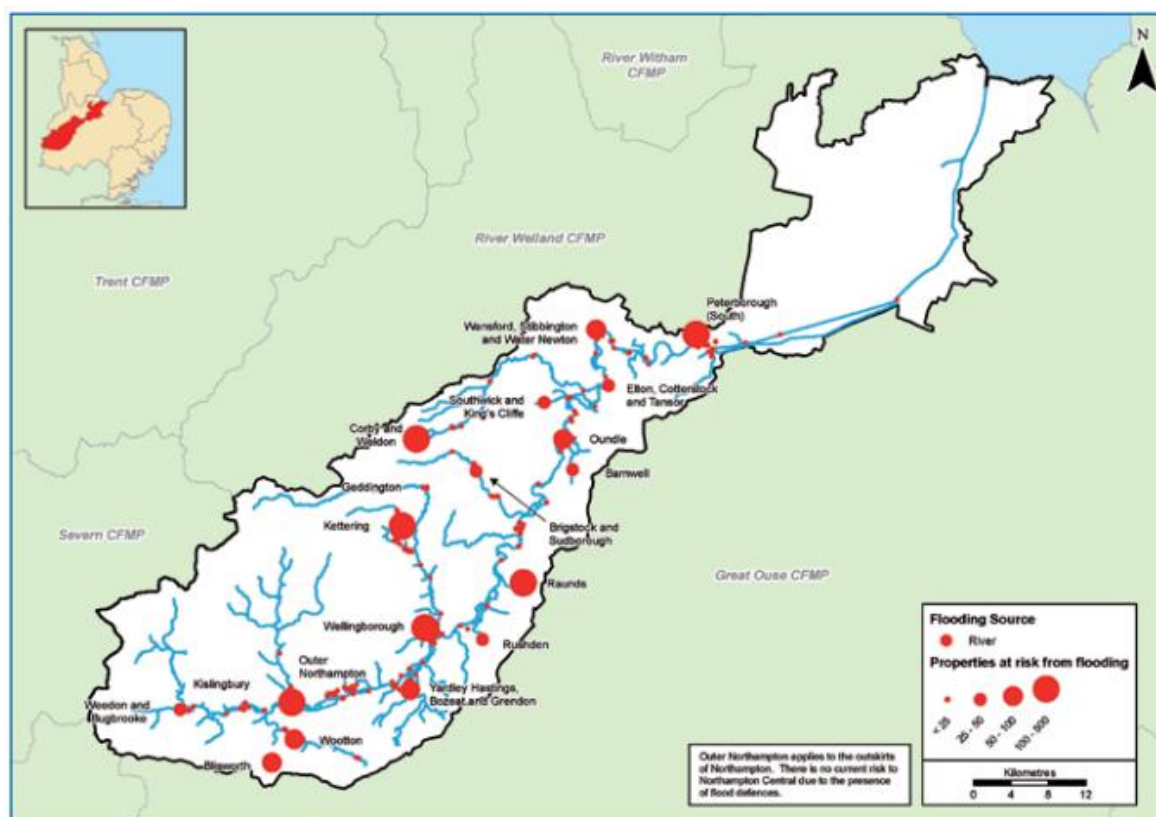 N
River Witham
CFMP
River Welland CFMP
Trent CFMP
Peterborough
(South)
Wansford, Stibbington
and Water Newton
Elton, Cotterstock
and Tansor
Southwick and
King's Cliffe
Corby and
Weldon
Oundle
Barnwell
Geddington
Kettering
Brigstock and
Sudborough
Severn CFMP
Great Ouse CFMP
Raunds
Wellingborough
Rushden
Outer
Northampton
Kislingbury
Yardley Hastings,
Bozeat and Grendon
Weedon and
Bugbrooke
Wootton
Blisworth
Flooding Source
River
Properties at risk from flooding
< 25
25 - 50
50 - 100
100 - 500
Kilometres
0 4 8 12
Outer Northampton applies to the outskirts
of Northampton. There is no current risk to
Northampton Central due to the presence
of flood defences.